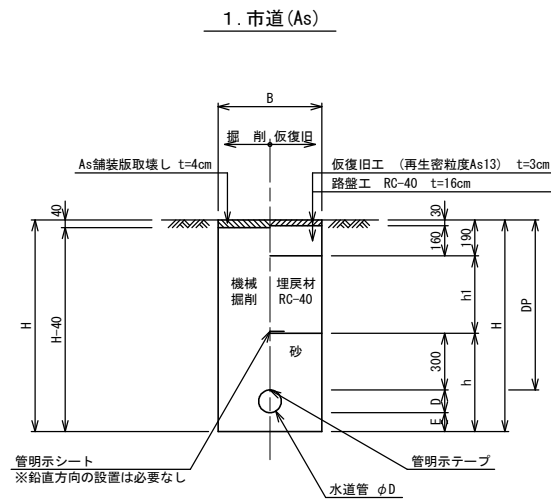 1.市道(As)
B
掘　削
仮復旧
As舗装版取壊し t=4cm
仮復旧工　(再生密粒度As13)　t=3cm
路盤工　RC-40　t=16cm
40
30
160
190
H
H-40
機械
掘削
埋戻材
RC-40
h1
H
DP
砂
300
h
D
E
管明示シート
※鉛直方向の設置は必要なし
管明示テープ
水道管 φD